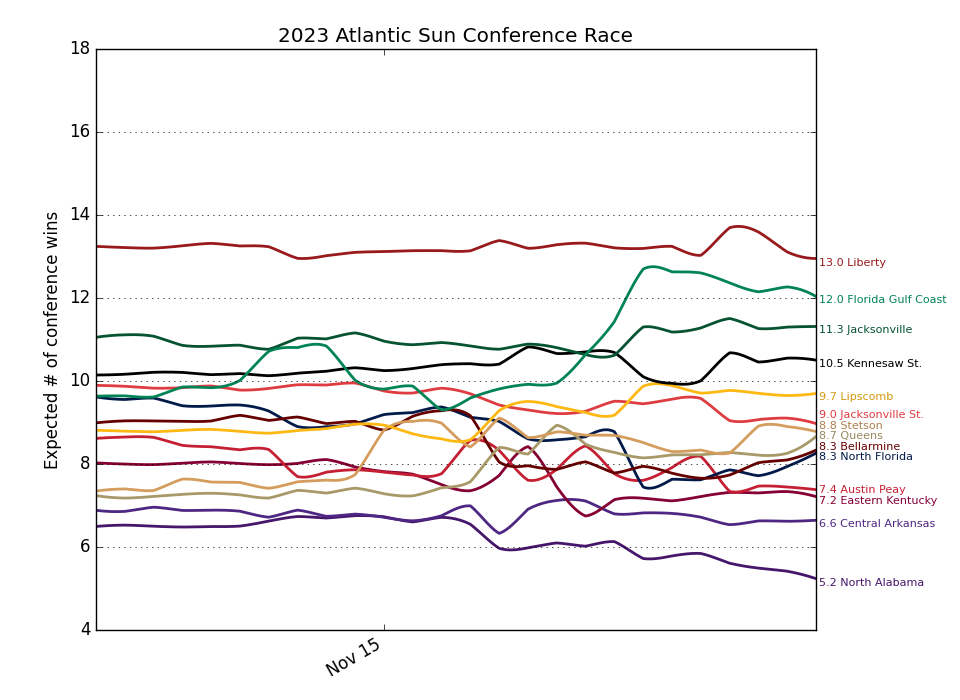 2023 Atlantic Sun Conference Race
Expected # of conference wins
18
16
14
12
10
8
6
4
Nov 15
13.0 Liberty
12.0 Florida Gulf Coast
11.3 Jacksonville
10.5 Kennesaw St.
9.7 Lipscomb
9.0 Jacksonville St.
8.8 Stetson
8.7 Queens
8.3 Bellarmine
8.3 North Florida
7.4 Austin Peay
7.2 Eastern Kentucky
6.6 Central Arkansas
5.2 North Alabama